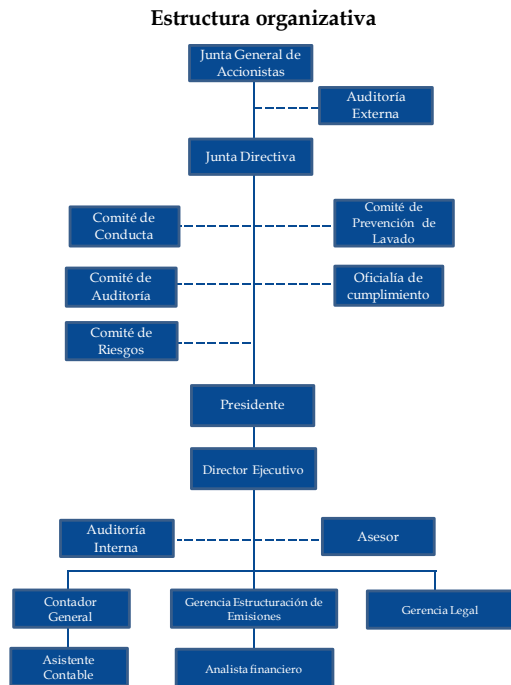 Estructura organizativa
Junta General de
Accionistas
Auditoría
Externa
Junta Directiva
Comité de
Conducta
Comité de
Prevención de
Lavado
Comité de
Auditoría
Oficialía de
cumplimiento
Comité de
Riesgos
Presidente
Director Ejecutivo
Auditoría
Interna
Asesor
Contador
General
Gerencia Estructuración de
Emisiones
Gerencia Legal
Asistente
Contable
Analista financiero